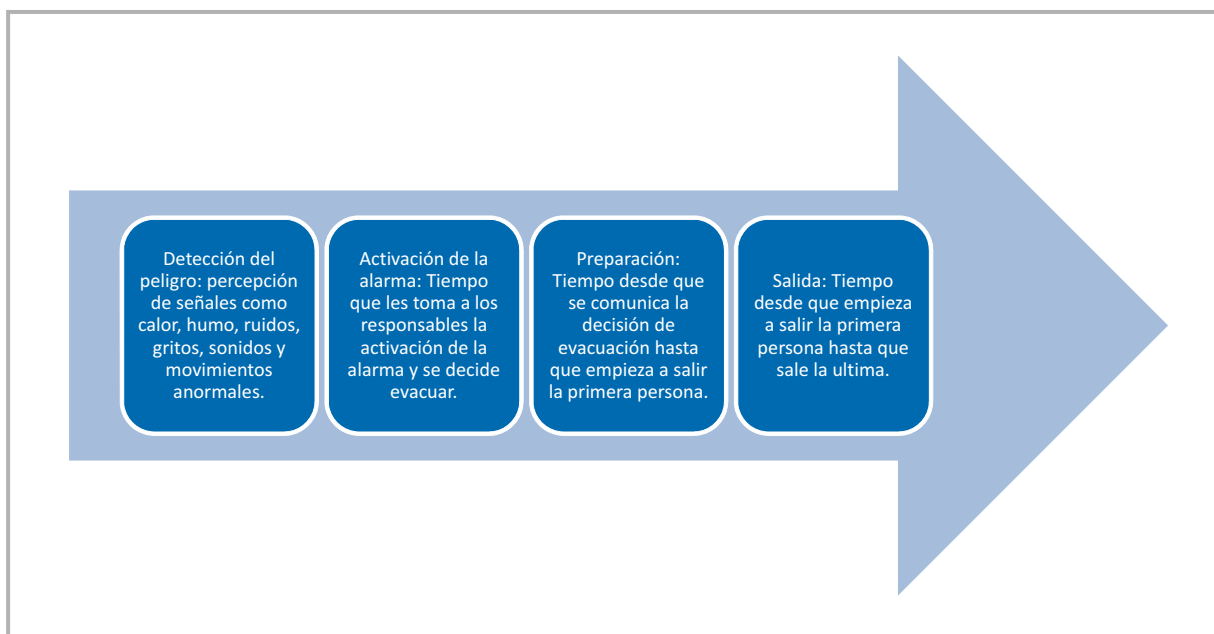 Detección del
peligro: percepción
de señales como
calor, humo, ruidos,
gritos, sonidos y
movimientos
anormales.
Activación de la
alarma: Tiempo
que les toma a los
responsables la
activación de la
alarma y se decide
evacuar.
Preparación:
Tiempo desde que
se comunica la
decisión de
evacuación hasta
que empieza a salir
la primera persona.
Salida: Tiempo
desde que empieza
a salir la primera
persona hasta que
sale la ultima.